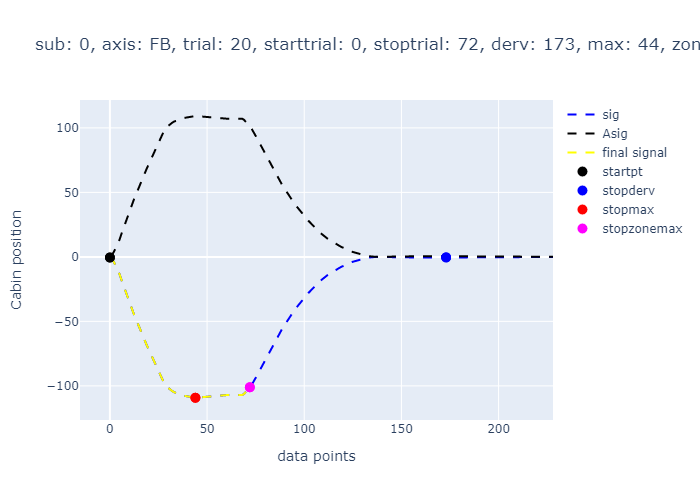 sub: 0, axis: FB, trial: 20, starttrial: 0, stoptrial: 72, derv: 173, max: 44, zon
sig
Asig
final signal
startpt
stopderv
stopmax
stopzonemax
Cabin position
100
50
0
−50
−100
0
50
100
150
200
data points